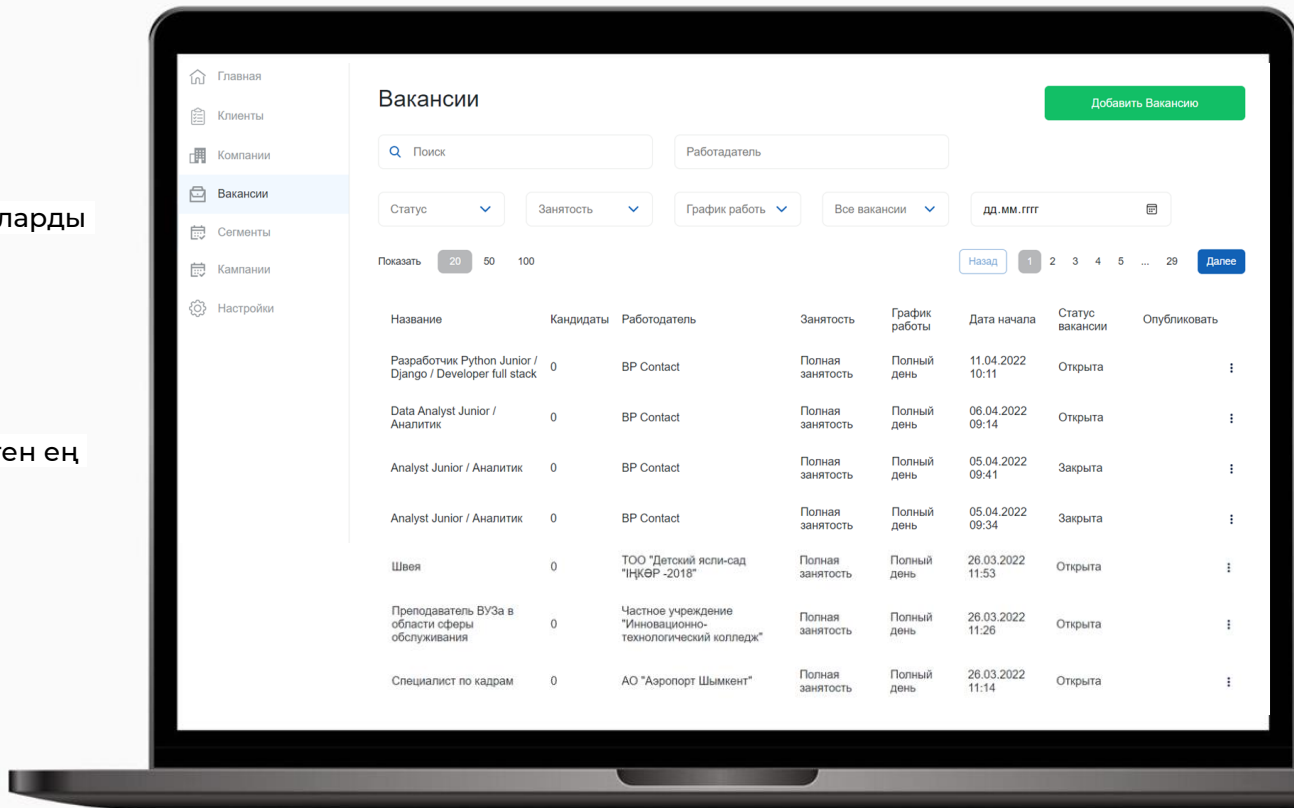 ларды
ген ең
Главная
Клиенты
Компании
Вакансии
Сегменты
Кампании
Настройки
Вакансии
Добавить Вакансию
Поиск
Работадатель
Статус
Занятость
График работь
Все вакансии
дд.мм.гггг
Показать 20 50 100
Назад 1 2 3 4 5 ... 29 Далее
Название Кандидаты Работодатель Занятость График работы Дата начала Статус вакансии Опубликовать
Разработчик Python Junior /
Django / Developer full stack
0
BP Contact
Полная
занятость
Полный
день
11.04.2022
10:11
Открыта
Data Analyst Junior /
Аналитик
0
BP Contact
Полная
занятость
Полный
день
06.04.2022
09:14
Открыта
Analyst Junior / Аналитик
0
BP Contact
Полная
занятость
Полный
день
05.04.2022
09:41
Закрыта
Analyst Junior / Аналитик
0
BP Contact
Полная
занятость
Полный
день
05.04.2022
09:34
Закрыта
Швея
0
ТОО "Детский ясли-сад
"ІҢКӘР -2018"
Полная
занятость
Полный
день
26.03.2022
11:53
Открыта
Преподаватель ВУЗа в
области сферы
обслуживания
0
Частное учреждение
"Инновационно-
технологический колледж"
Полная
занятость
Полный
день
26.03.2022
11:26
Открыта
Специалист по кадрам
0
АО "Аэропорт Шымкент"
Полная
занятость
Полный
день
26.03.2022
11:14
Открыта